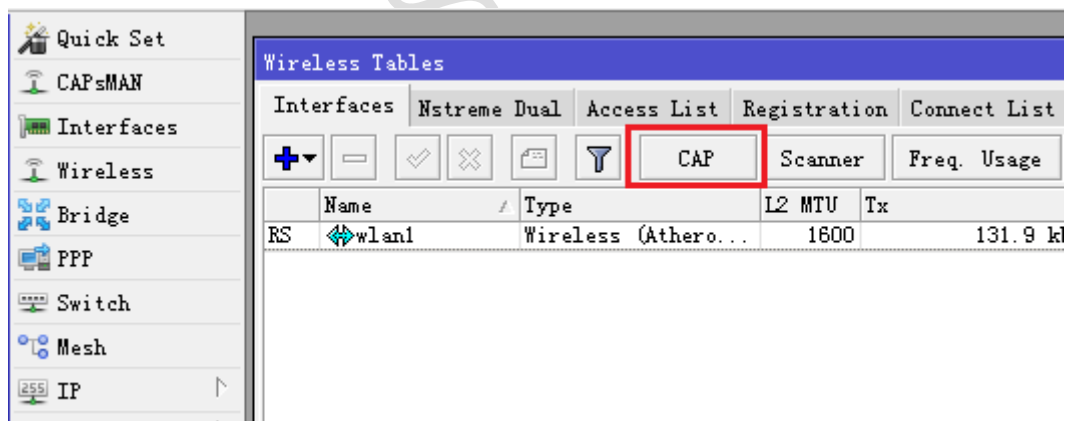 Quick Set
CAPsMAN
Interfaces
Wireless
Bridge
PPP
Switch
Mesh
255 IP
Wireless Tables
Interfaces Nstreme Dual Access List Registration Connect List
CAP Scanner Freq. Usage
Name Type L2 MTU Tx
RS wlan1 Wireless (Athero... 1600 131.9